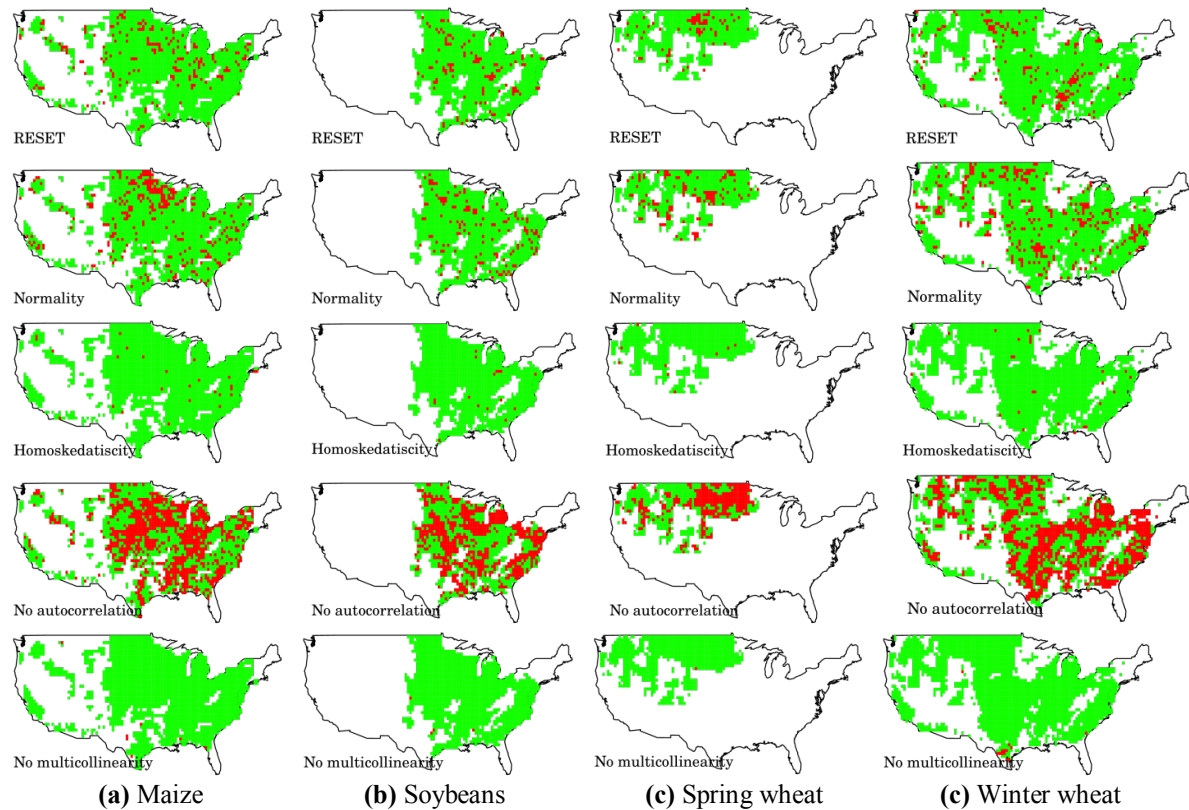 RESET RESET RESET RESET
Normality Normality Normality Normality
Homoskedatiscity Homoskedatiscity Homoskedatiscity Homoskedatiscity
No autocorrelation No autocorrelation No autocorrelation No autocorrelation
No multicollinearity No multicollinearity No multicollinearity No multicollinearity
(a) Maize (b) Soybeans (c) Spring wheat (c) Winter wheat